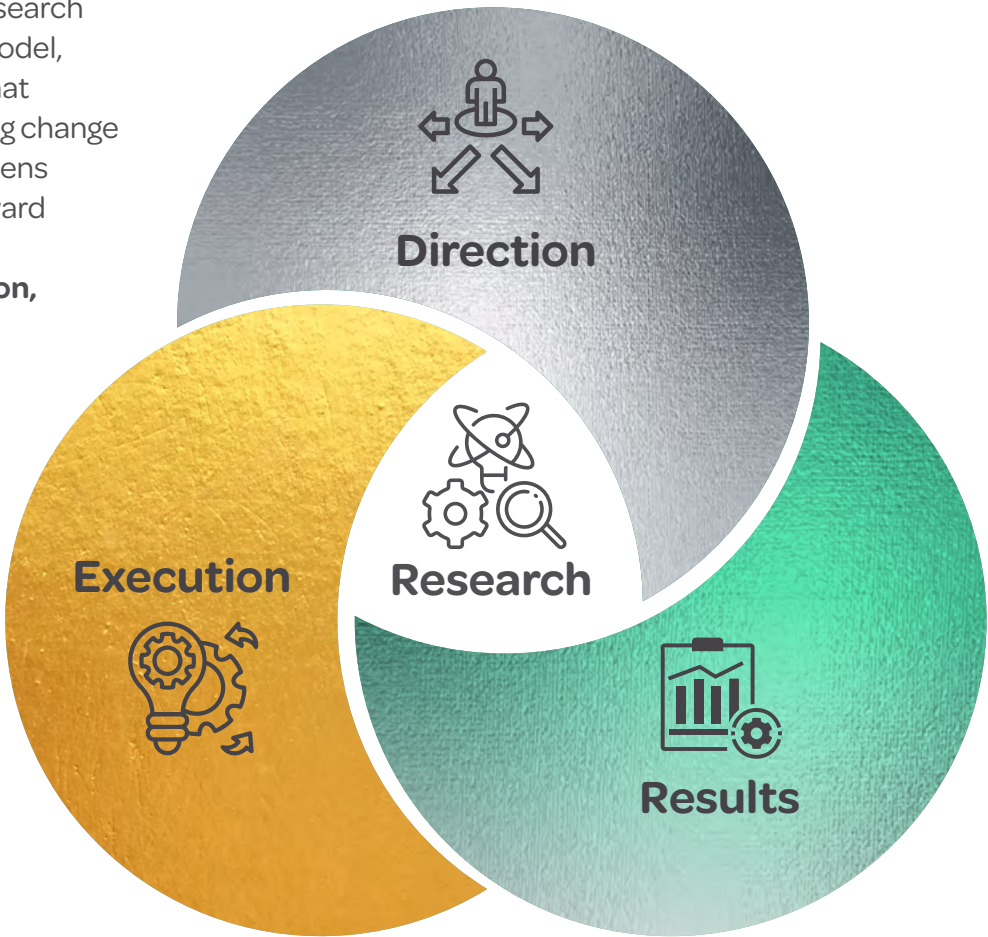 search
odel,
at
g change
ens
ard
on,
Direction
Execution
Research
Results